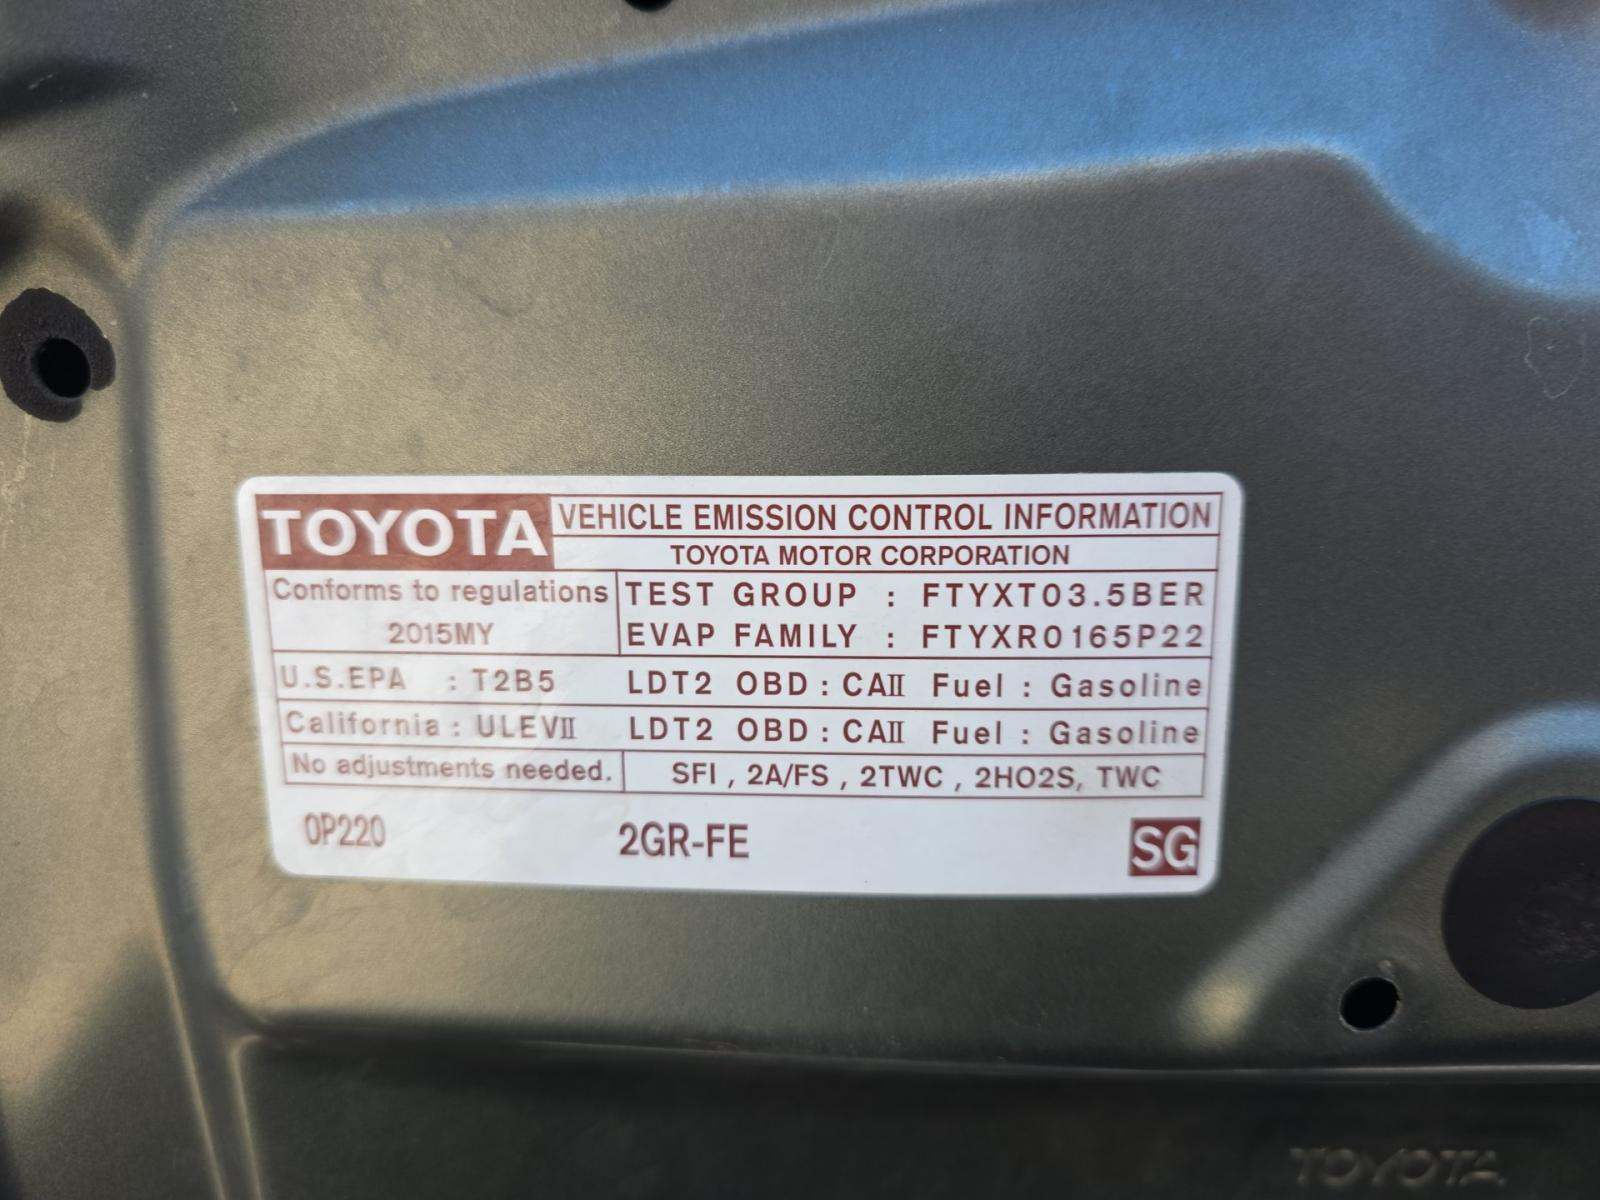 TOYOTA VEHICLE EMISSION CONTROL INFORMATION
TOYOTA MOTOR CORPORATION
Conforms to regulations
2015MY
TEST GROUP : FTYXT03.5BER
EVAP FAMILY : FTYXR0165P22
U.S.EPA : T2B5 LDT2 OBD : CAII Fuel : Gasoline
California : ULEVII LDT2 OBD : CAII Fuel : Gasoline
No adjustments needed. SFI , 2A/FS , 2TWC , 2HO2S, TWC
0P220 2GR-FE SG
TOYOTA